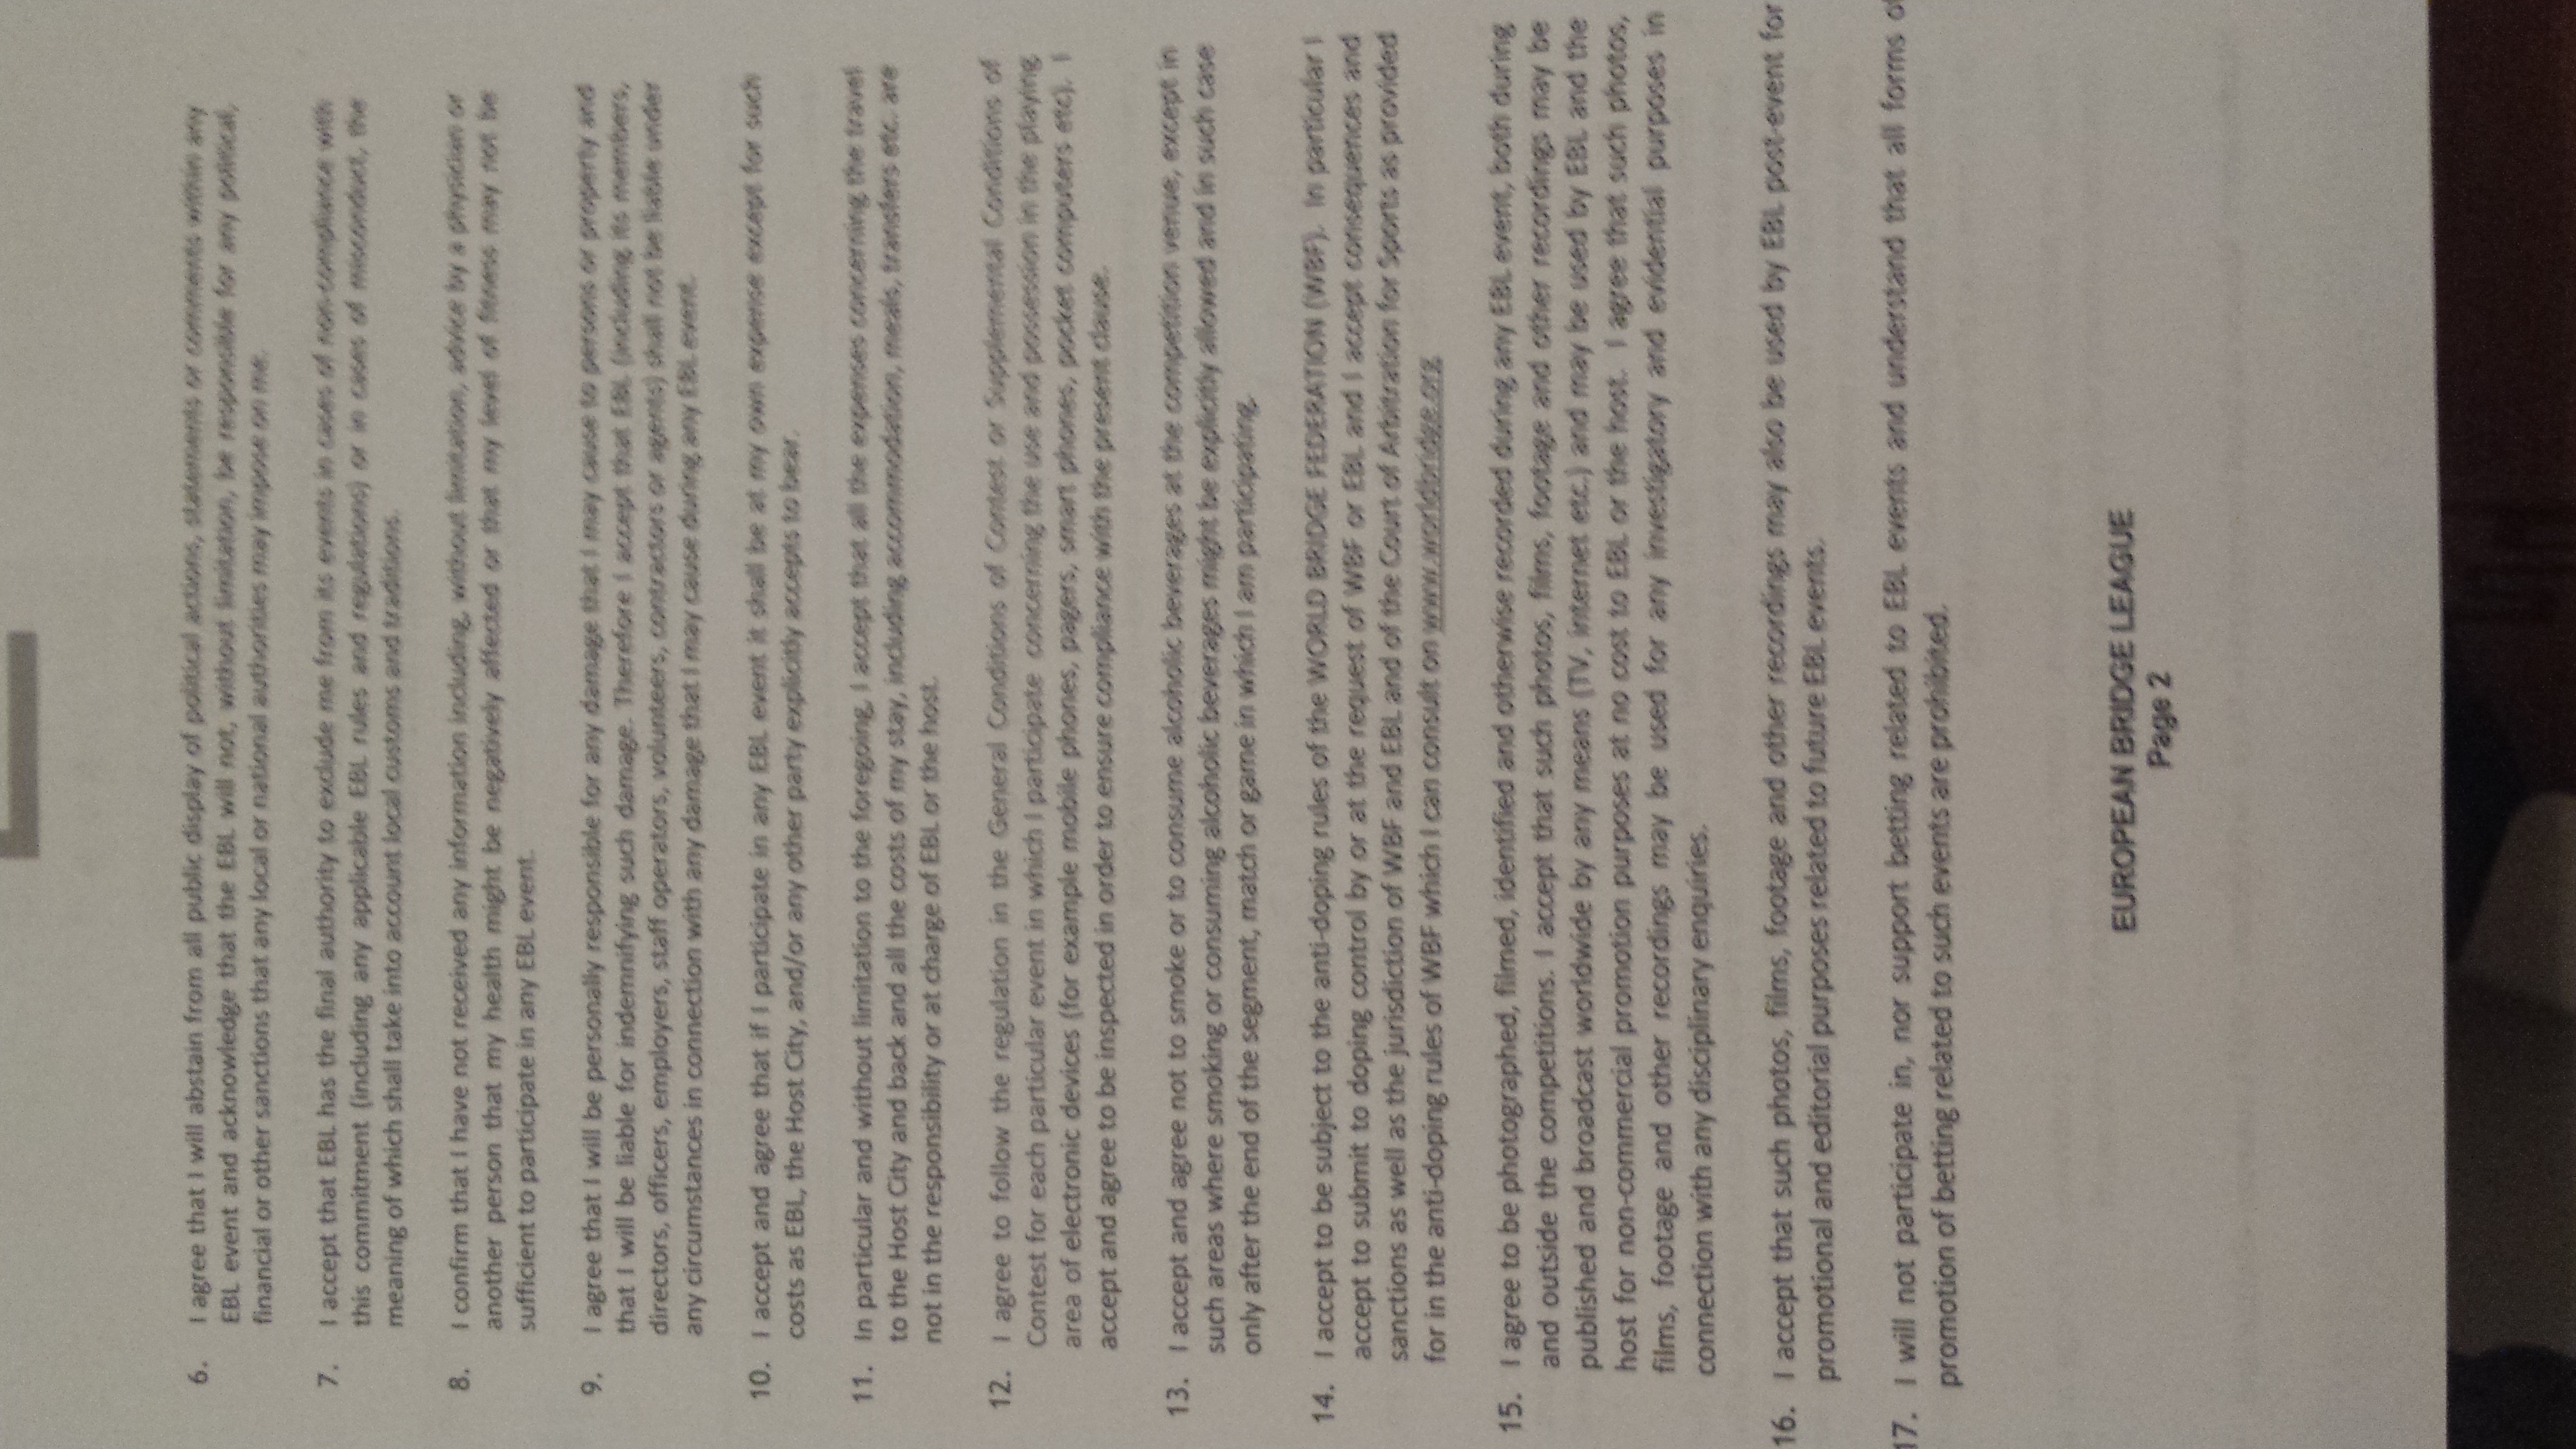 6. I agree that I will abstain from all public display of political actions, statements or comments within any
EBL event and acknowledge that the EBL will not, without limitation, be responsible for any political,
financial or other sanctions that any local or national authorities may impose on me.
7. I accept that EBL has the final authority to exclude me from its events in cases of non-compliance with
this commitment (including any applicable EBL rules and regulations) or in cases of misconduct, the
meaning of which shall take into account local customs and traditions.
8. I confirm that I have not received any information including, without limitation, advice by a physician or
another person that my health might be negatively affected or that my level of fitness may not be
sufficient to participate in any EBL event.
9. I agree that I will be personally responsible for any damage that I may cause to persons or property and
that I will be liable for indemnifying such damage. Therefore I accept that EBL (including its members,
directors, officers, employers, staff operators, volunteers, contractors or agents) shall not be liable under
any circumstances in connection with any damage that I may cause during any EBL event.
10. I accept and agree that if I participate in any EBL event it shall be at my own expense except for such
costs as EBL, the Host City, and/or any other party explicitly accepts to bear.
11. In particular and without limitation to the foregoing, I accept that all the expenses concerning the travel
to the Host City and back and all the costs of my stay, including accommodation, meals, transfers etc. are
not in the responsibility or at charge of EBL or the host.
12. I agree to follow the regulation in the General Conditions of Contest or Supplemental Conditions of
Contest for each particular event in which I participate concerning the use and possession in the playing
area of electronic devices (for example mobile phones, pagers, smart phones, pocket computers etc). I
accept and agree to be inspected in order to ensure compliance with the present clause.
13. I accept and agree not to smoke or to consume alcoholic beverages at the competition venue, except in
such areas where smoking or consuming alcoholic beverages might be explicitly allowed and in such case
only after the end of the segment, match or game in which I am participating.
14. I accept to be subject to the anti-doping rules of the WORLD BRIDGE FEDERATION (WBF). In particular I
accept to submit to doping control by or at the request of WBF or EBL and I accept consequences and
sanctions as well as the jurisdiction of WBF and EBL and of the Court of Arbitration for Sports as provided
for in the anti-doping rules of WBF which I can consult on www.worldbridge.org.
15. I agree to be photographed, filmed, identified and otherwise recorded during any EBL event, both during
and outside the competitions. I accept that such photos, films, footage and other recordings may be
published and broadcast worldwide by any means (TV, internet etc.) and may be used by EBL and the
host for non-commercial promotion purposes at no cost to EBL or the host. I agree that such photos,
films, footage and other recordings may be used for any investigatory and evidential purposes in
connection with any disciplinary enquiries.
16. I accept that such photos, films, footage and other recordings may also be used by EBL post-event for
promotional and editorial purposes related to future EBL events.
17. I will not participate in, nor support betting related to EBL events and understand that all forms of
promotion of betting related to such events are prohibited.
EUROPEAN BRIDGE LEAGUE
Page 2